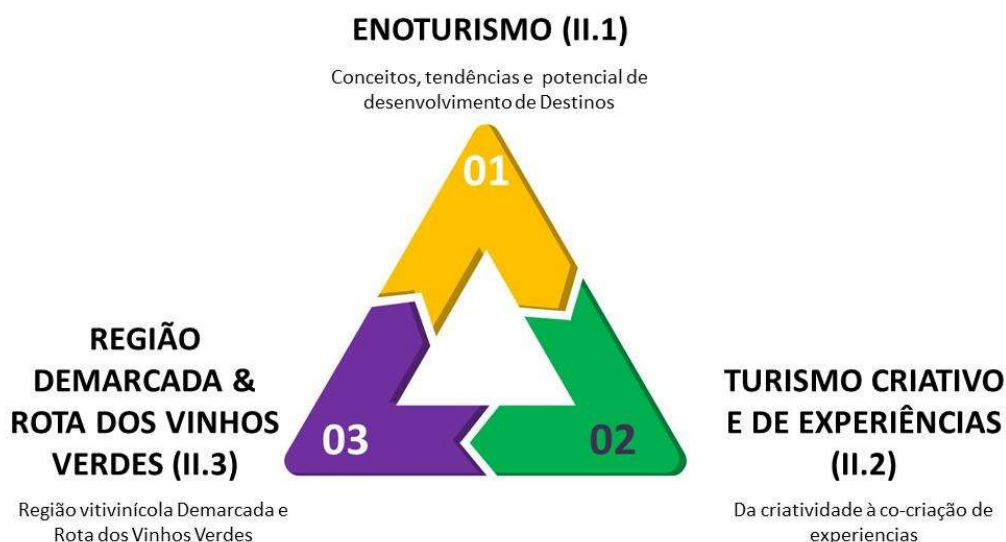 ENOTURISMO (II.1)
Conceitos, tendências e potencial de
desenvolvimento de Destinos
01
REGIÃO
DEMARCADA &
ROTA DOS VINHOS
VERDES (II.3)
Região vitivinícola Demarcada e
Rota dos Vinhos Verdes
03
02
TURISMO CRIATIVO
E DE EXPERIÊNCIAS
(II.2)
Da criatividade à co-criação de
experiencias